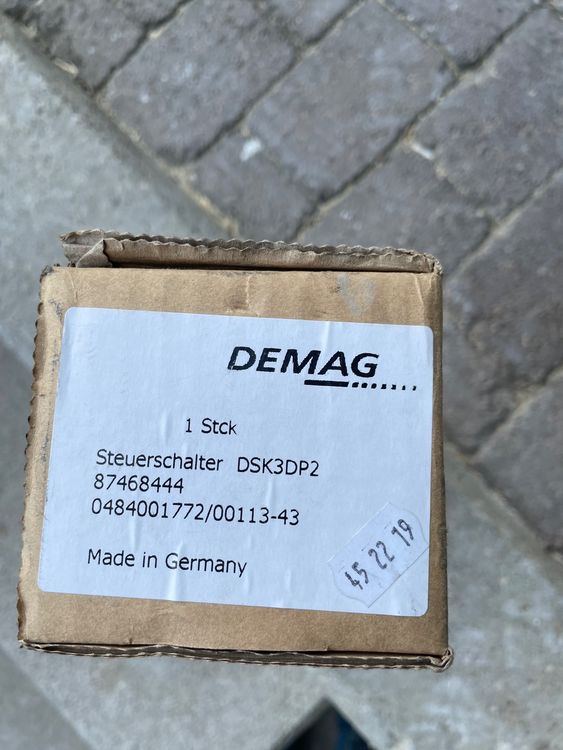 DEMAG
1 Stck
Steuerschalter DSK3DP2
87468444
0484001772/00113-43
Made in Germany
45 22 19